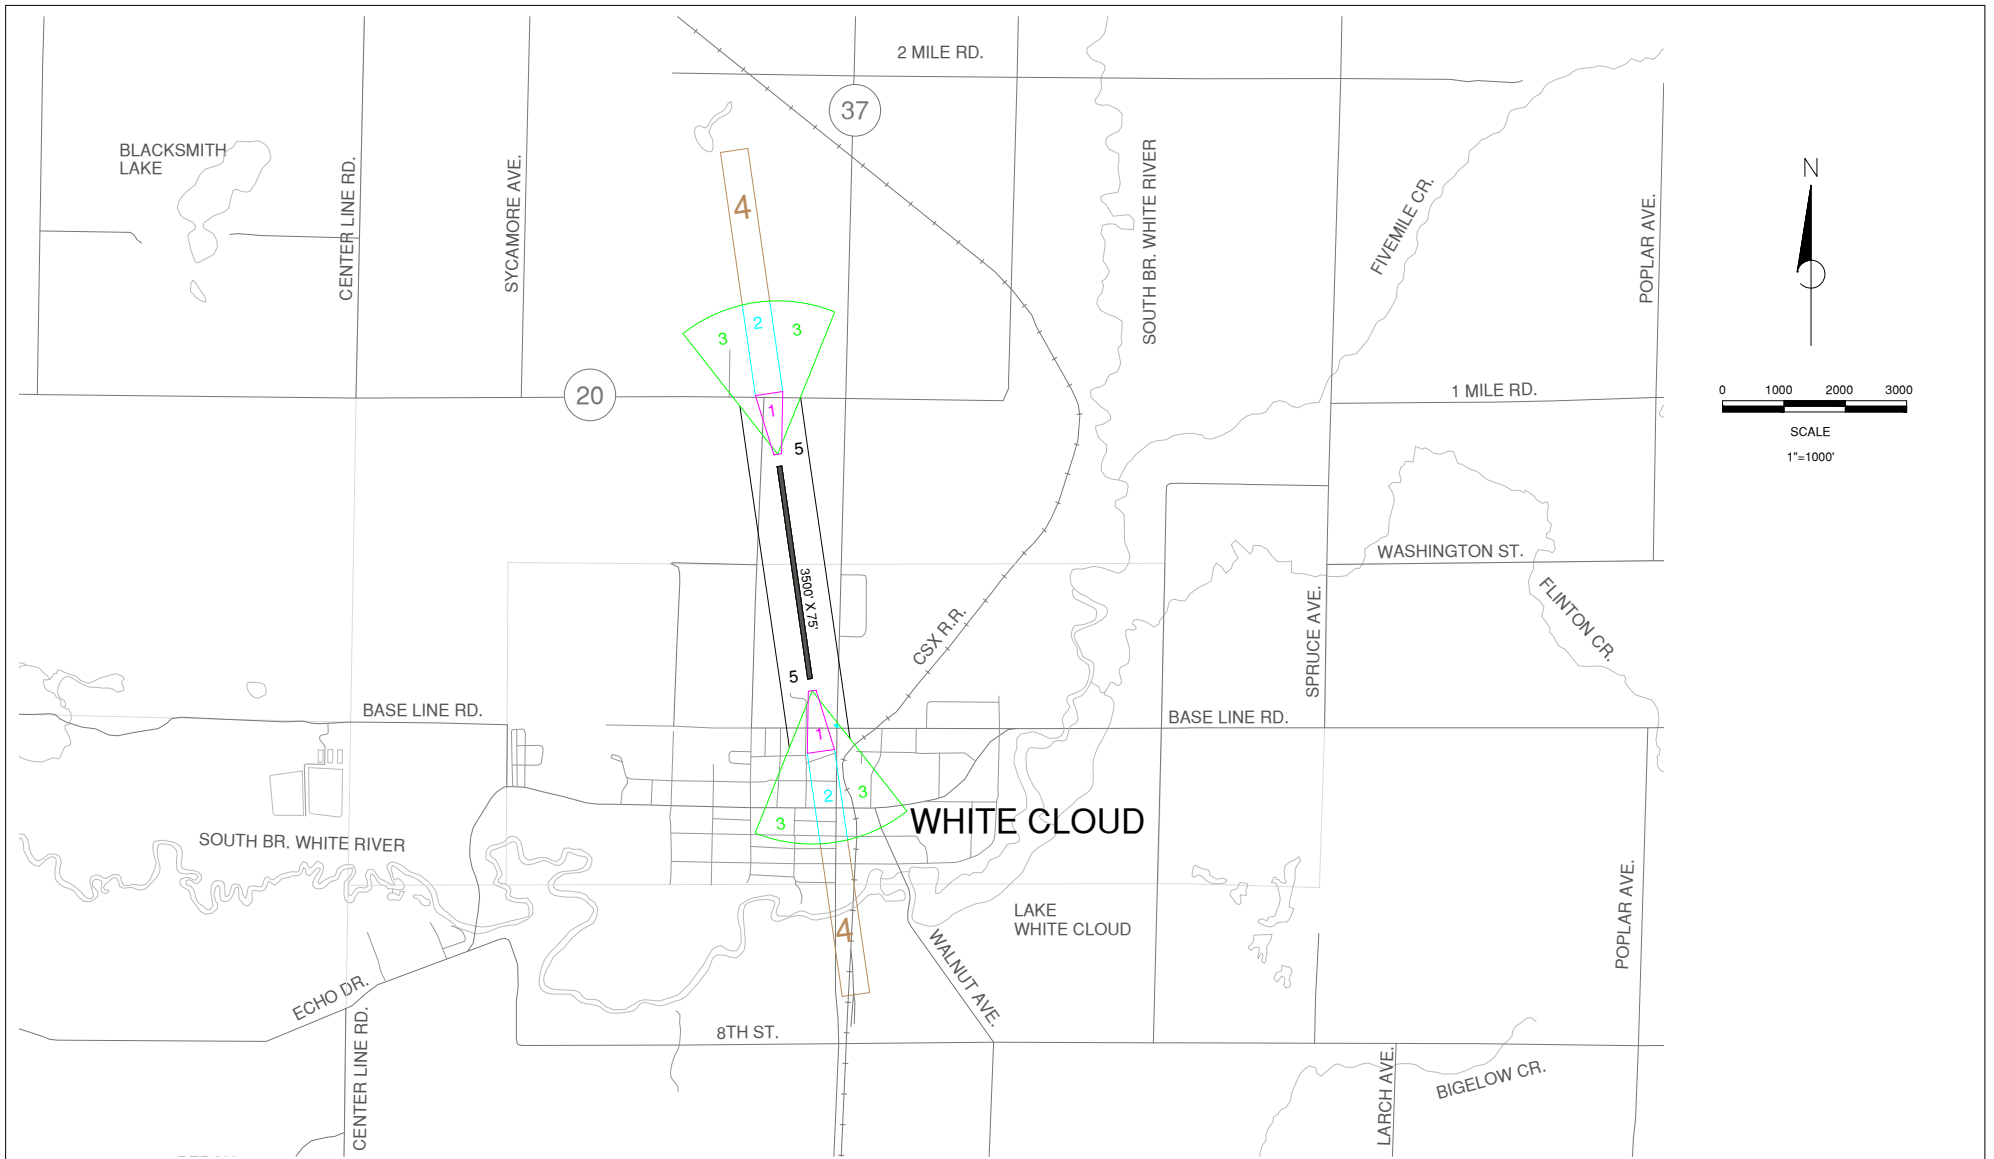 2 MILE RD.
37
BLACKSMITH
LAKE
CENTER LINE RD.
SYCAMORE AVE.
SOUTH BR. WHITE RIVER
FIVEMILE CR.
POPLAR AVE.
N
4
3
2
3
20
1
1 MILE RD.
0 1000 2000 3000
SCALE
1"=1000'
5
3500' X 75'
WASHINGTON ST.
FLINTON CR.
SPRUCE AVE.
CSX R.R.
5
BASE LINE RD.
BASE LINE RD.
1
2
3
3
WHITE CLOUD
SOUTH BR. WHITE RIVER
4
LAKE
WHITE CLOUD
WALNUT AVE.
POPLAR AVE.
ECHO DR.
CENTER LINE RD.
8TH ST.
LARCH AVE.
BIGELOW CR.